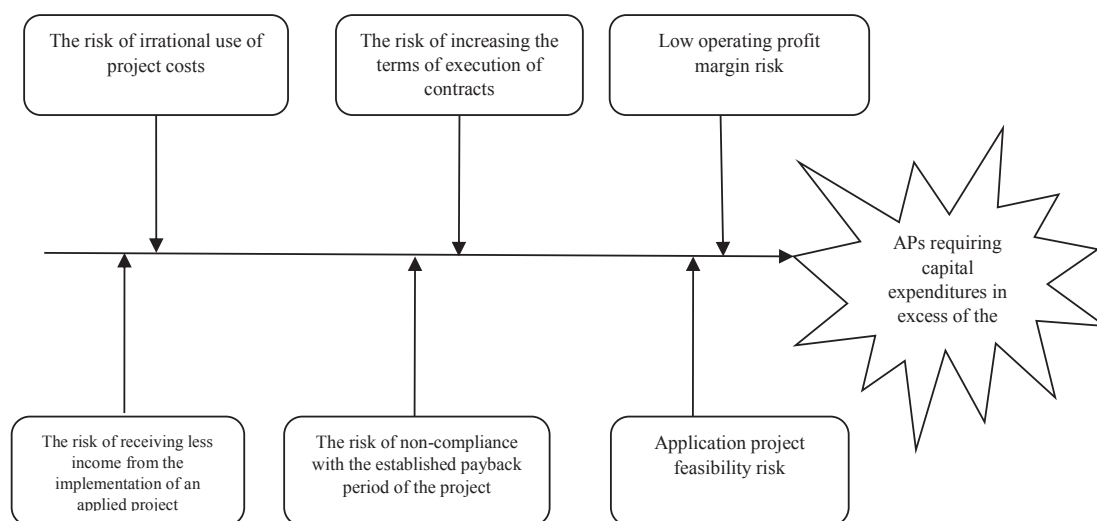 The risk of irrational use of
project costs
The risk of increasing the
terms of execution of
contracts
Low operating profit
margin risk
APs requiring
capital
expenditures in
excess of the
The risk of receiving less
income from the
implementation of an
applied project
The risk of non-compliance
with the established payback
period of the project
Application project
feasibility risk